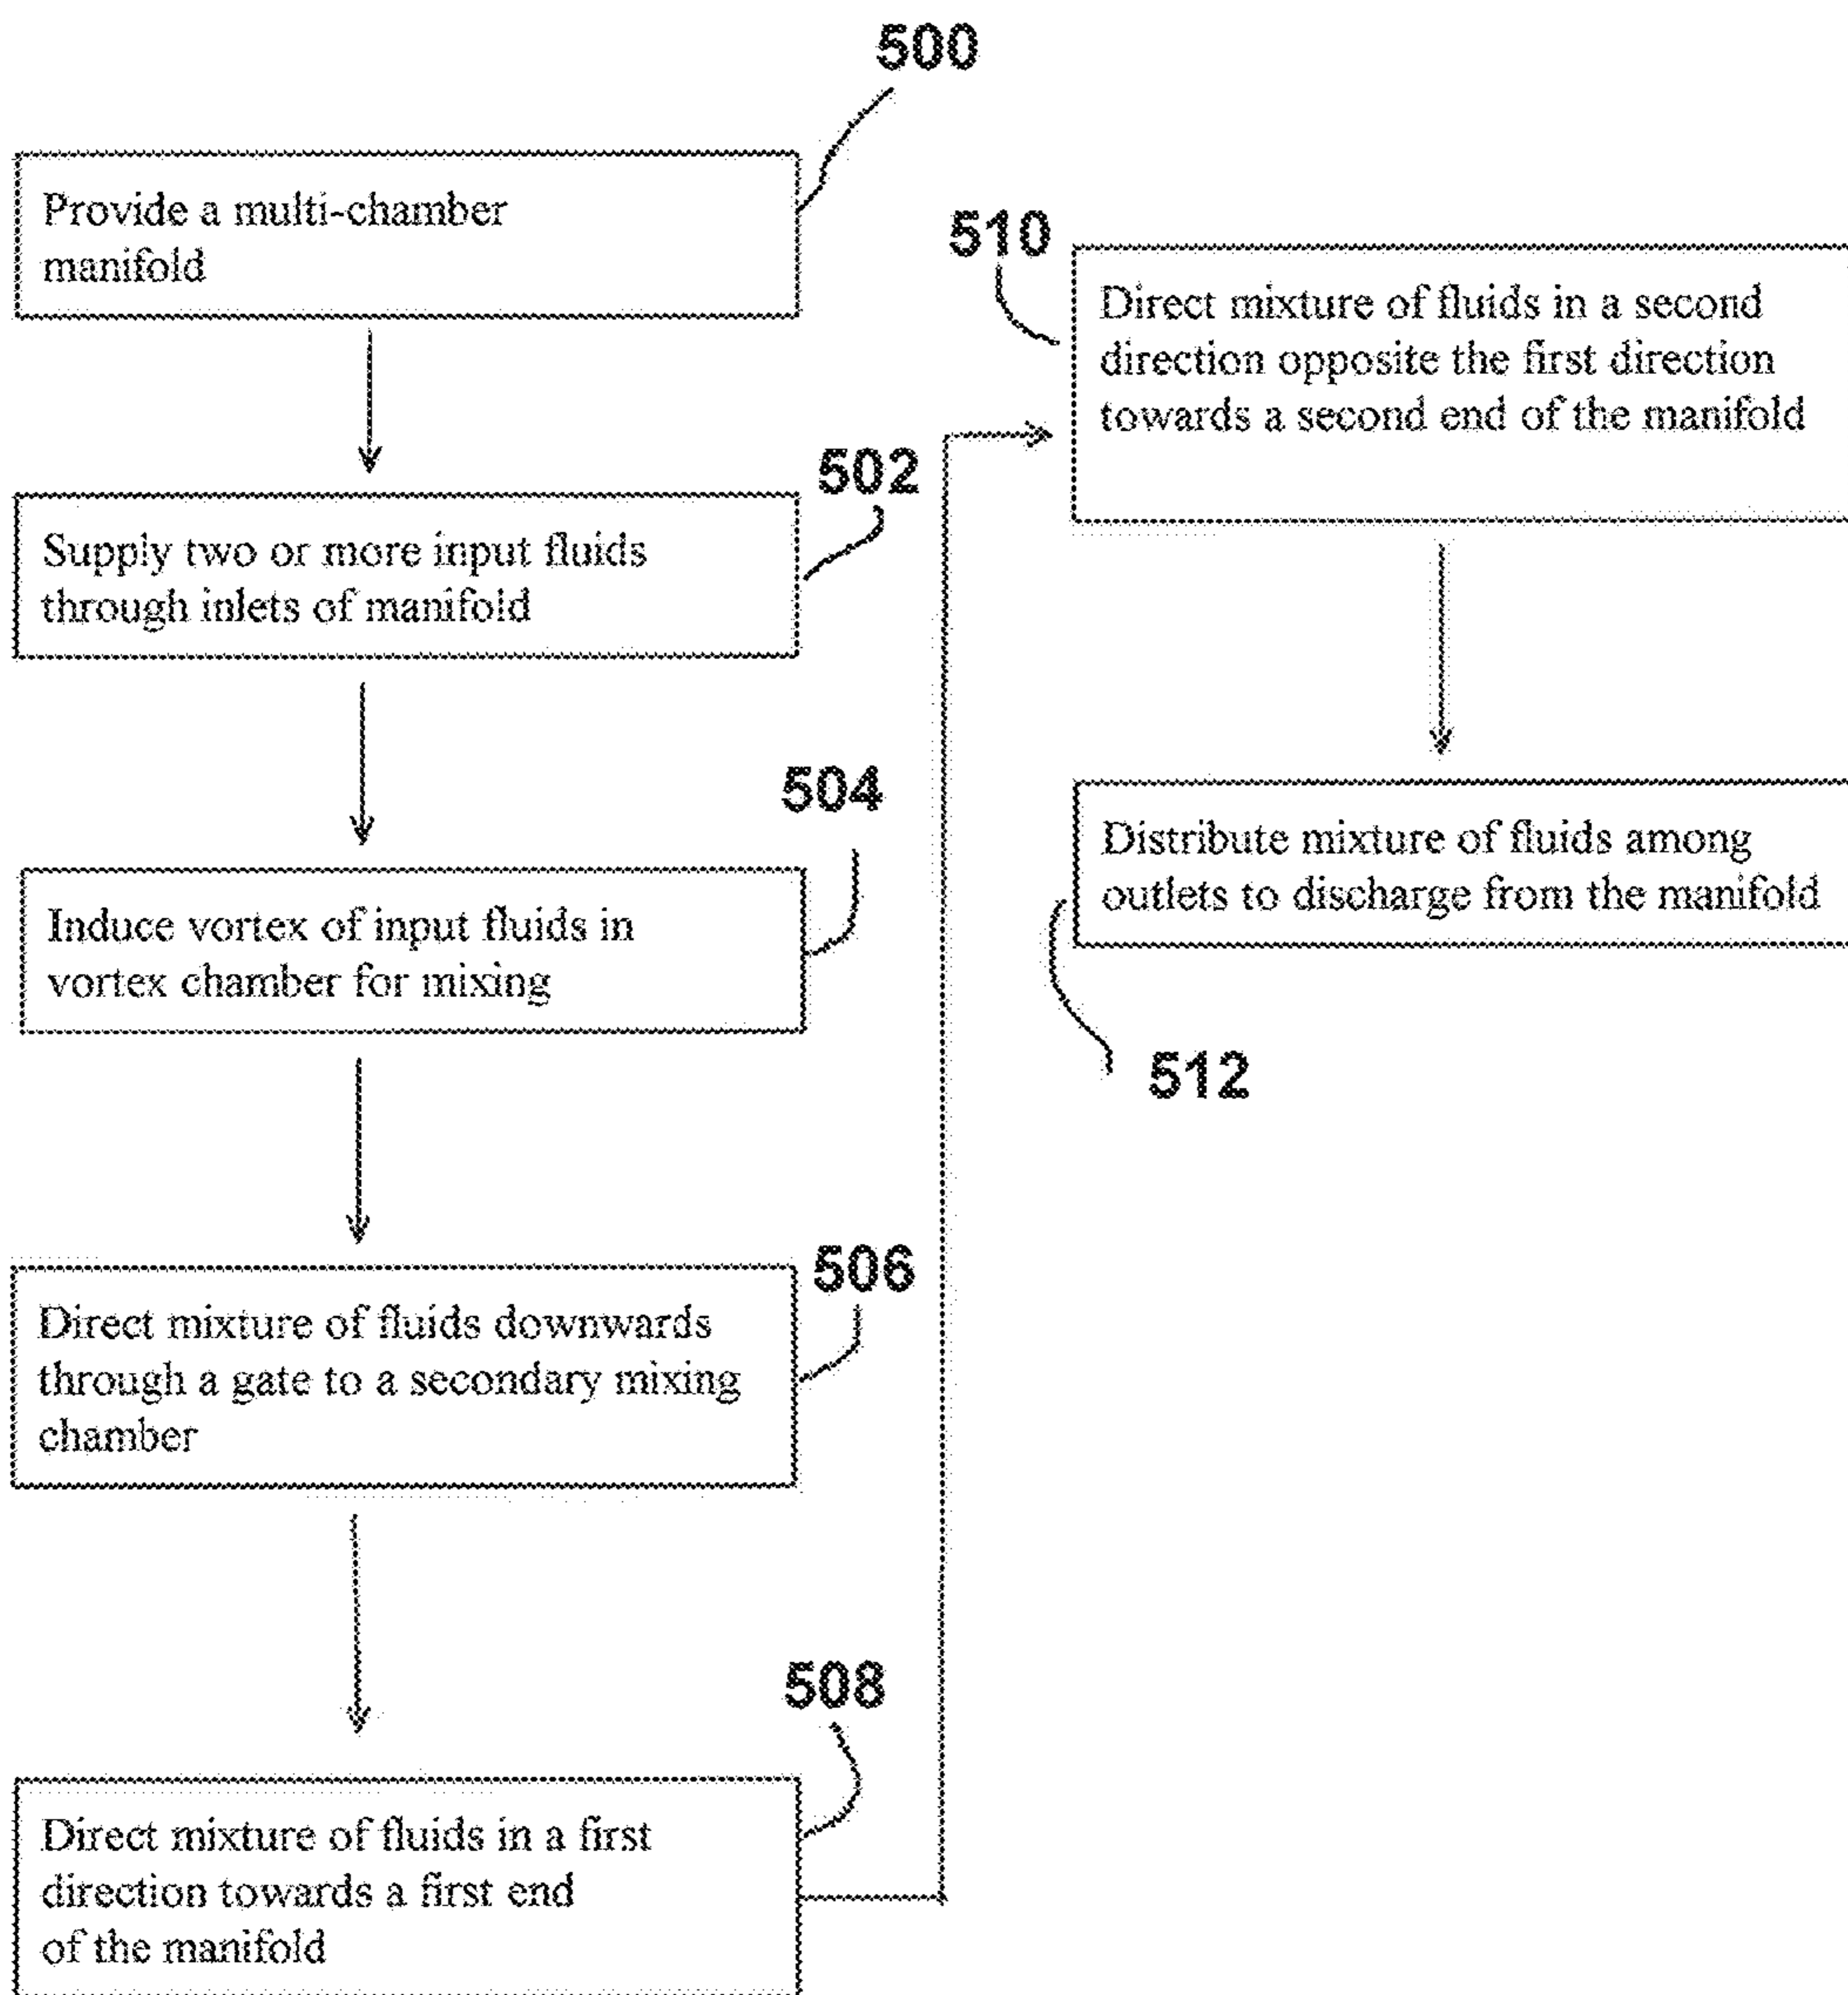 500
Provide a multi-chamber
manifold
502
Supply two or more input fluids
through inlets of manifold
504
Induce vortex of input fluids in
vortex chamber for mixing
506
Direct mixture of fluids downwards
through a gate to a secondary mixing
chamber
508
Direct mixture of fluids in a first
direction towards a first end
of the manifold
510
Direct mixture of fluids in a second
direction opposite the first direction
towards a second end of the manifold
Distribute mixture of fluids among
outlets to discharge from the manifold
512